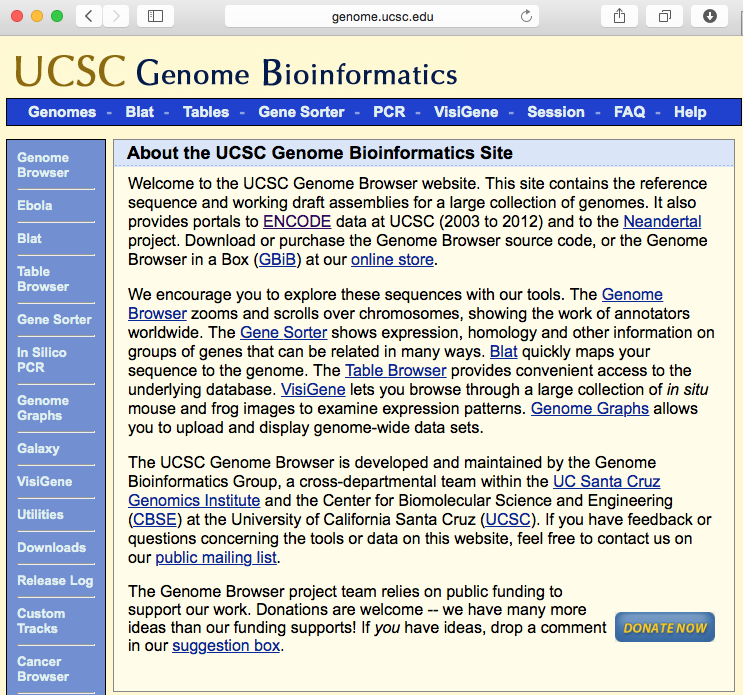 genome.ucsc.edu
UCSC Genome Bioinformatics
Genomes - Blat - Tables - Gene Sorter - PCR - VisiGene - Session - FAQ - Help
Genome
Browser
Ebola
Blat
Table
Browser
Gene Sorter
In Silico
PCR
Genome
Graphs
Galaxy
VisiGene
Utilities
Downloads
Release Log
Custom
Tracks
Cancer
Browser
About the UCSC Genome Bioinformatics Site
Welcome to the UCSC Genome Browser website. This site contains the reference
sequence and working draft assemblies for a large collection of genomes. It also
provides portals to ENCODE data at UCSC (2003 to 2012) and to the Neandertal
project. Download or purchase the Genome Browser source code, or the Genome
Browser in a Box (GBiB) at our online store.
We encourage you to explore these sequences with our tools. The Genome
Browser zooms and scrolls over chromosomes, showing the work of annotators
worldwide. The Gene Sorter shows expression, homology and other information on
groups of genes that can be related in many ways. Blat quickly maps your
sequence to the genome. The Table Browser provides convenient access to the
underlying database. VisiGene lets you browse through a large collection of in situ
mouse and frog images to examine expression patterns. Genome Graphs allows
you to upload and display genome-wide data sets.
The UCSC Genome Browser is developed and maintained by the Genome
Bioinformatics Group, a cross-departmental team within the UC Santa Cruz
Genomics Institute and the Center for Biomolecular Science and Engineering
(CBSE) at the University of California Santa Cruz (UCSC). If you have feedback or
questions concerning the tools or data on this website, feel free to contact us on
our public mailing list.
The Genome Browser project team relies on public funding to
support our work. Donations are welcome -- we have many more
ideas than our funding supports! If you have ideas, drop a comment
in our suggestion box.
DONATE NOW